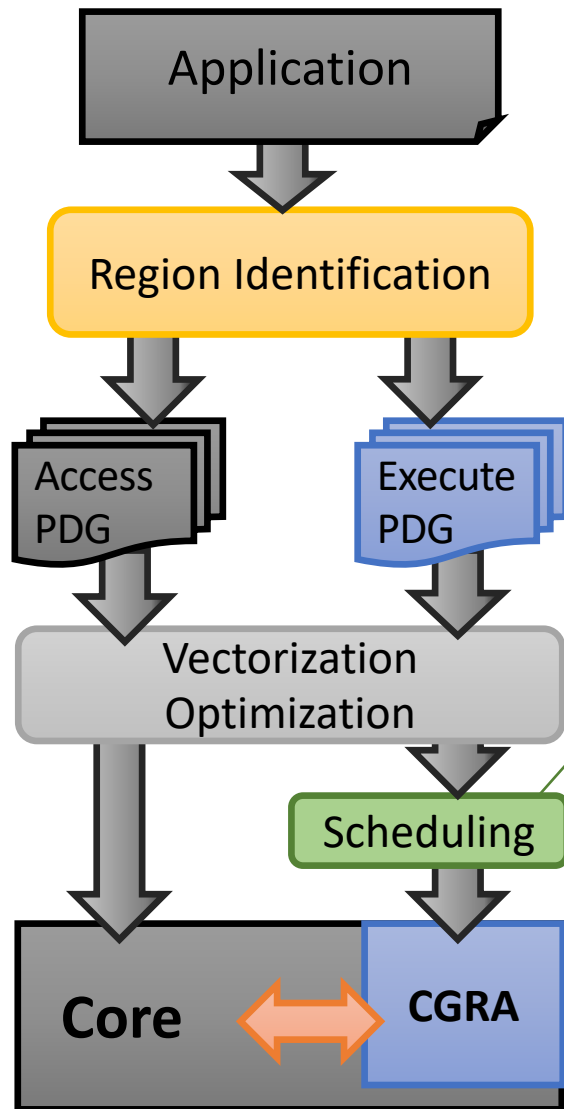 Application
Region Identification
Access
PDG
Execute
PDG
Vectorization
Optimization
Scheduling
Core
CGRA